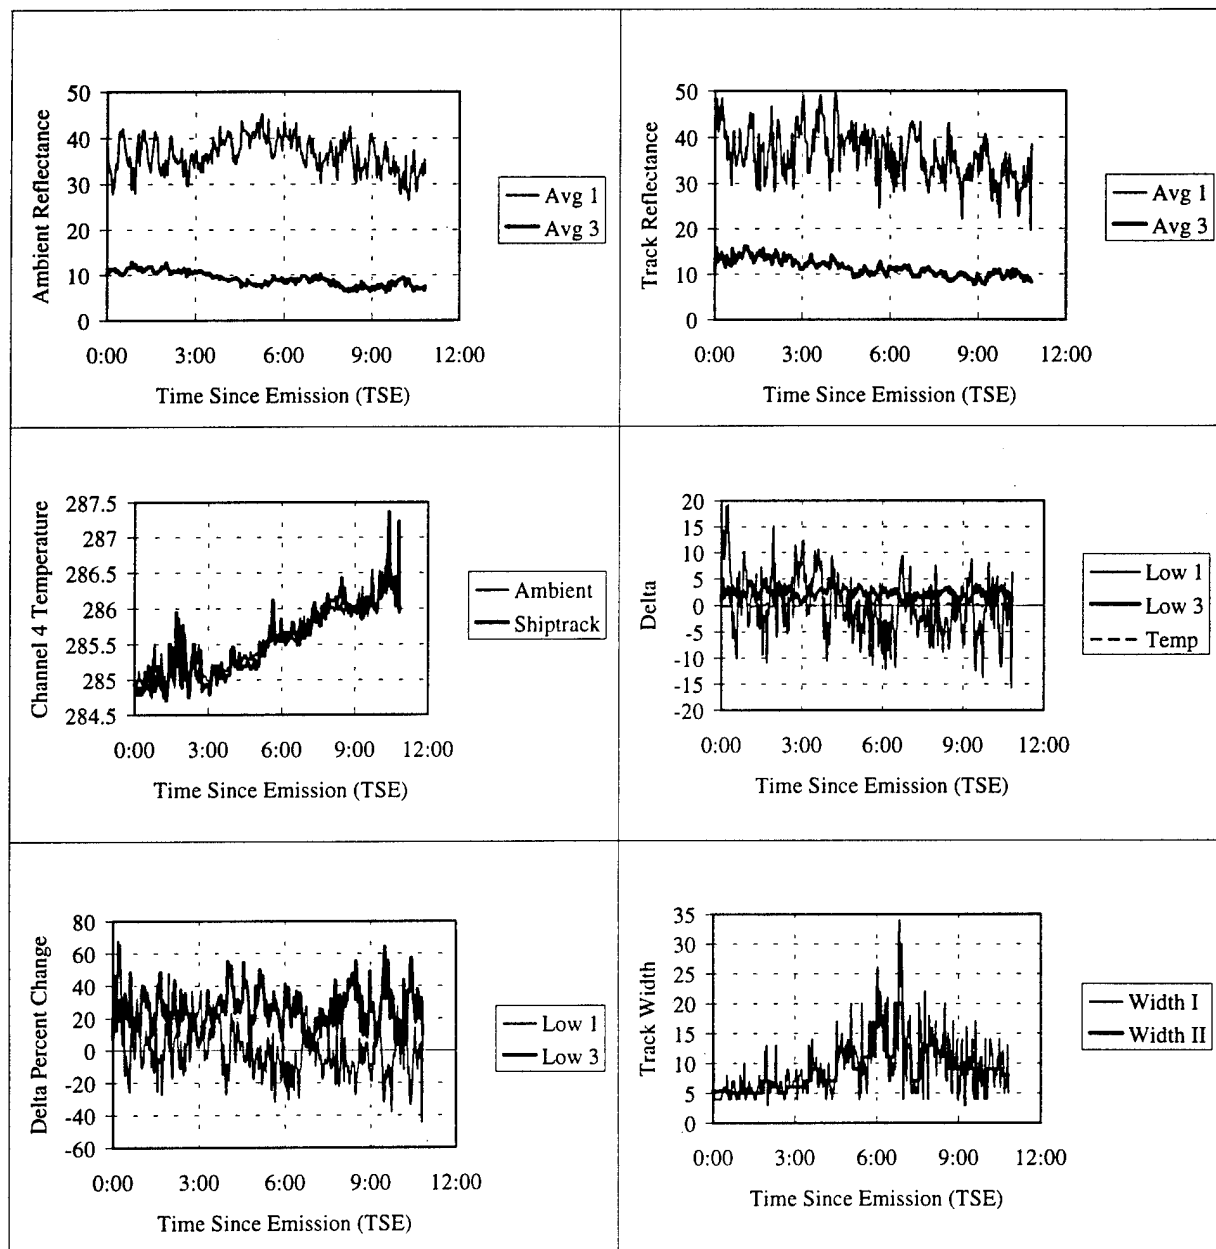 50
40
30
20
10
0
Ambient Reflectance
0:00 3:00 6:00 9:00 12:00
Time Since Emission (TSE)
Avg 1
Avg 3
50
40
30
20
10
0
Track Reflectance
0:00 3:00 6:00 9:00 12:00
Time Since Emission (TSE)
Avg 1
Avg 3
287.5
287
286.5
286
285.5
285
284.5
Channel 4 Temperature
0:00 3:00 6:00 9:00 12:00
Time Since Emission (TSE)
Ambient
Shiptrack
20
15
10
5
0
-5
-10
-15
-20
Delta
0:00 3:00 6:00 9:00 12:00
Time Since Emission (TSE)
Low 1
Low 3
Temp
80
60
40
20
0
-20
-40
-60
Delta Percent Change
0:00 3:00 6:00 9:00 12:00
Time Since Emission (TSE)
Low 1
Low 3
35
30
25
20
15
10
5
0
Track Width
0:00 3:00 6:00 9:00 12:00
Time Since Emission (TSE)
Width I
Width II